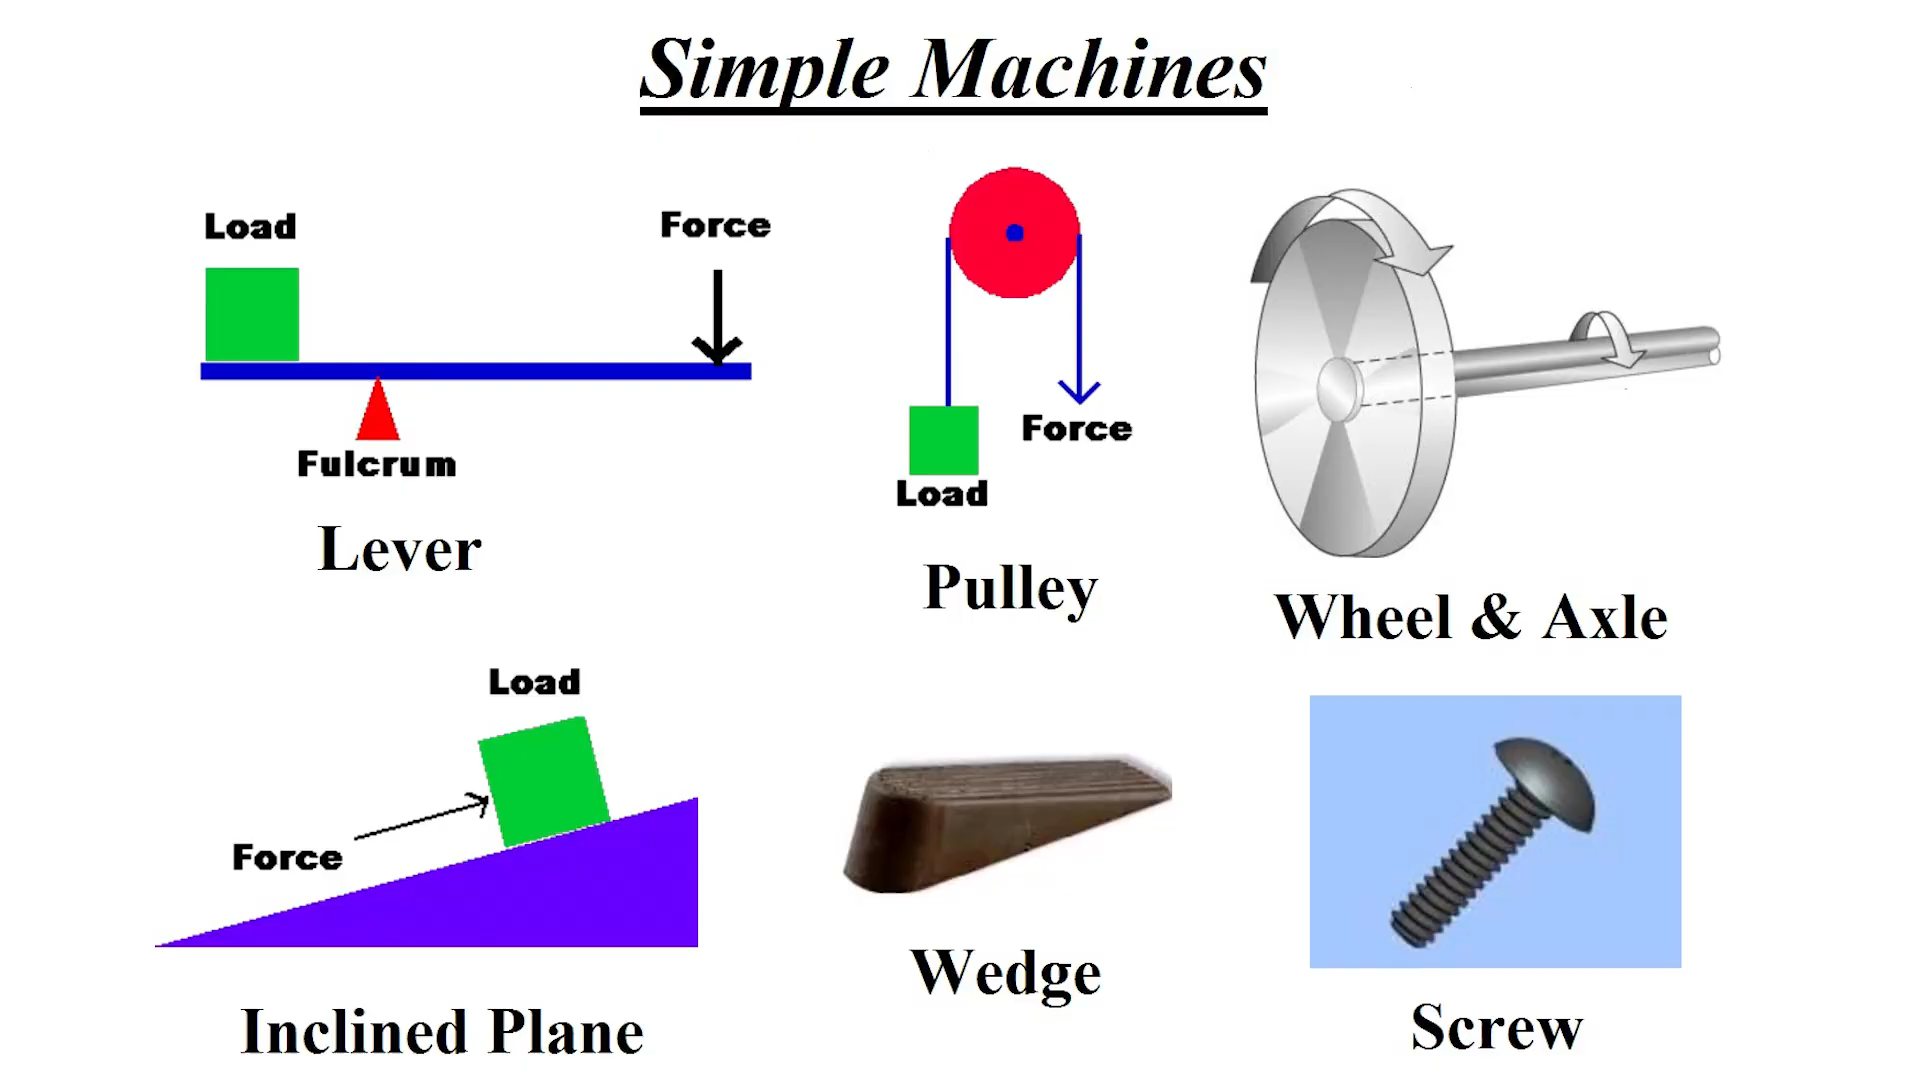 Simple Machines
Load
Force
Fulcrum
Lever
Force
Load
Pulley
Wheel & Axle
Load
Force
Inclined Plane
Wedge
Screw